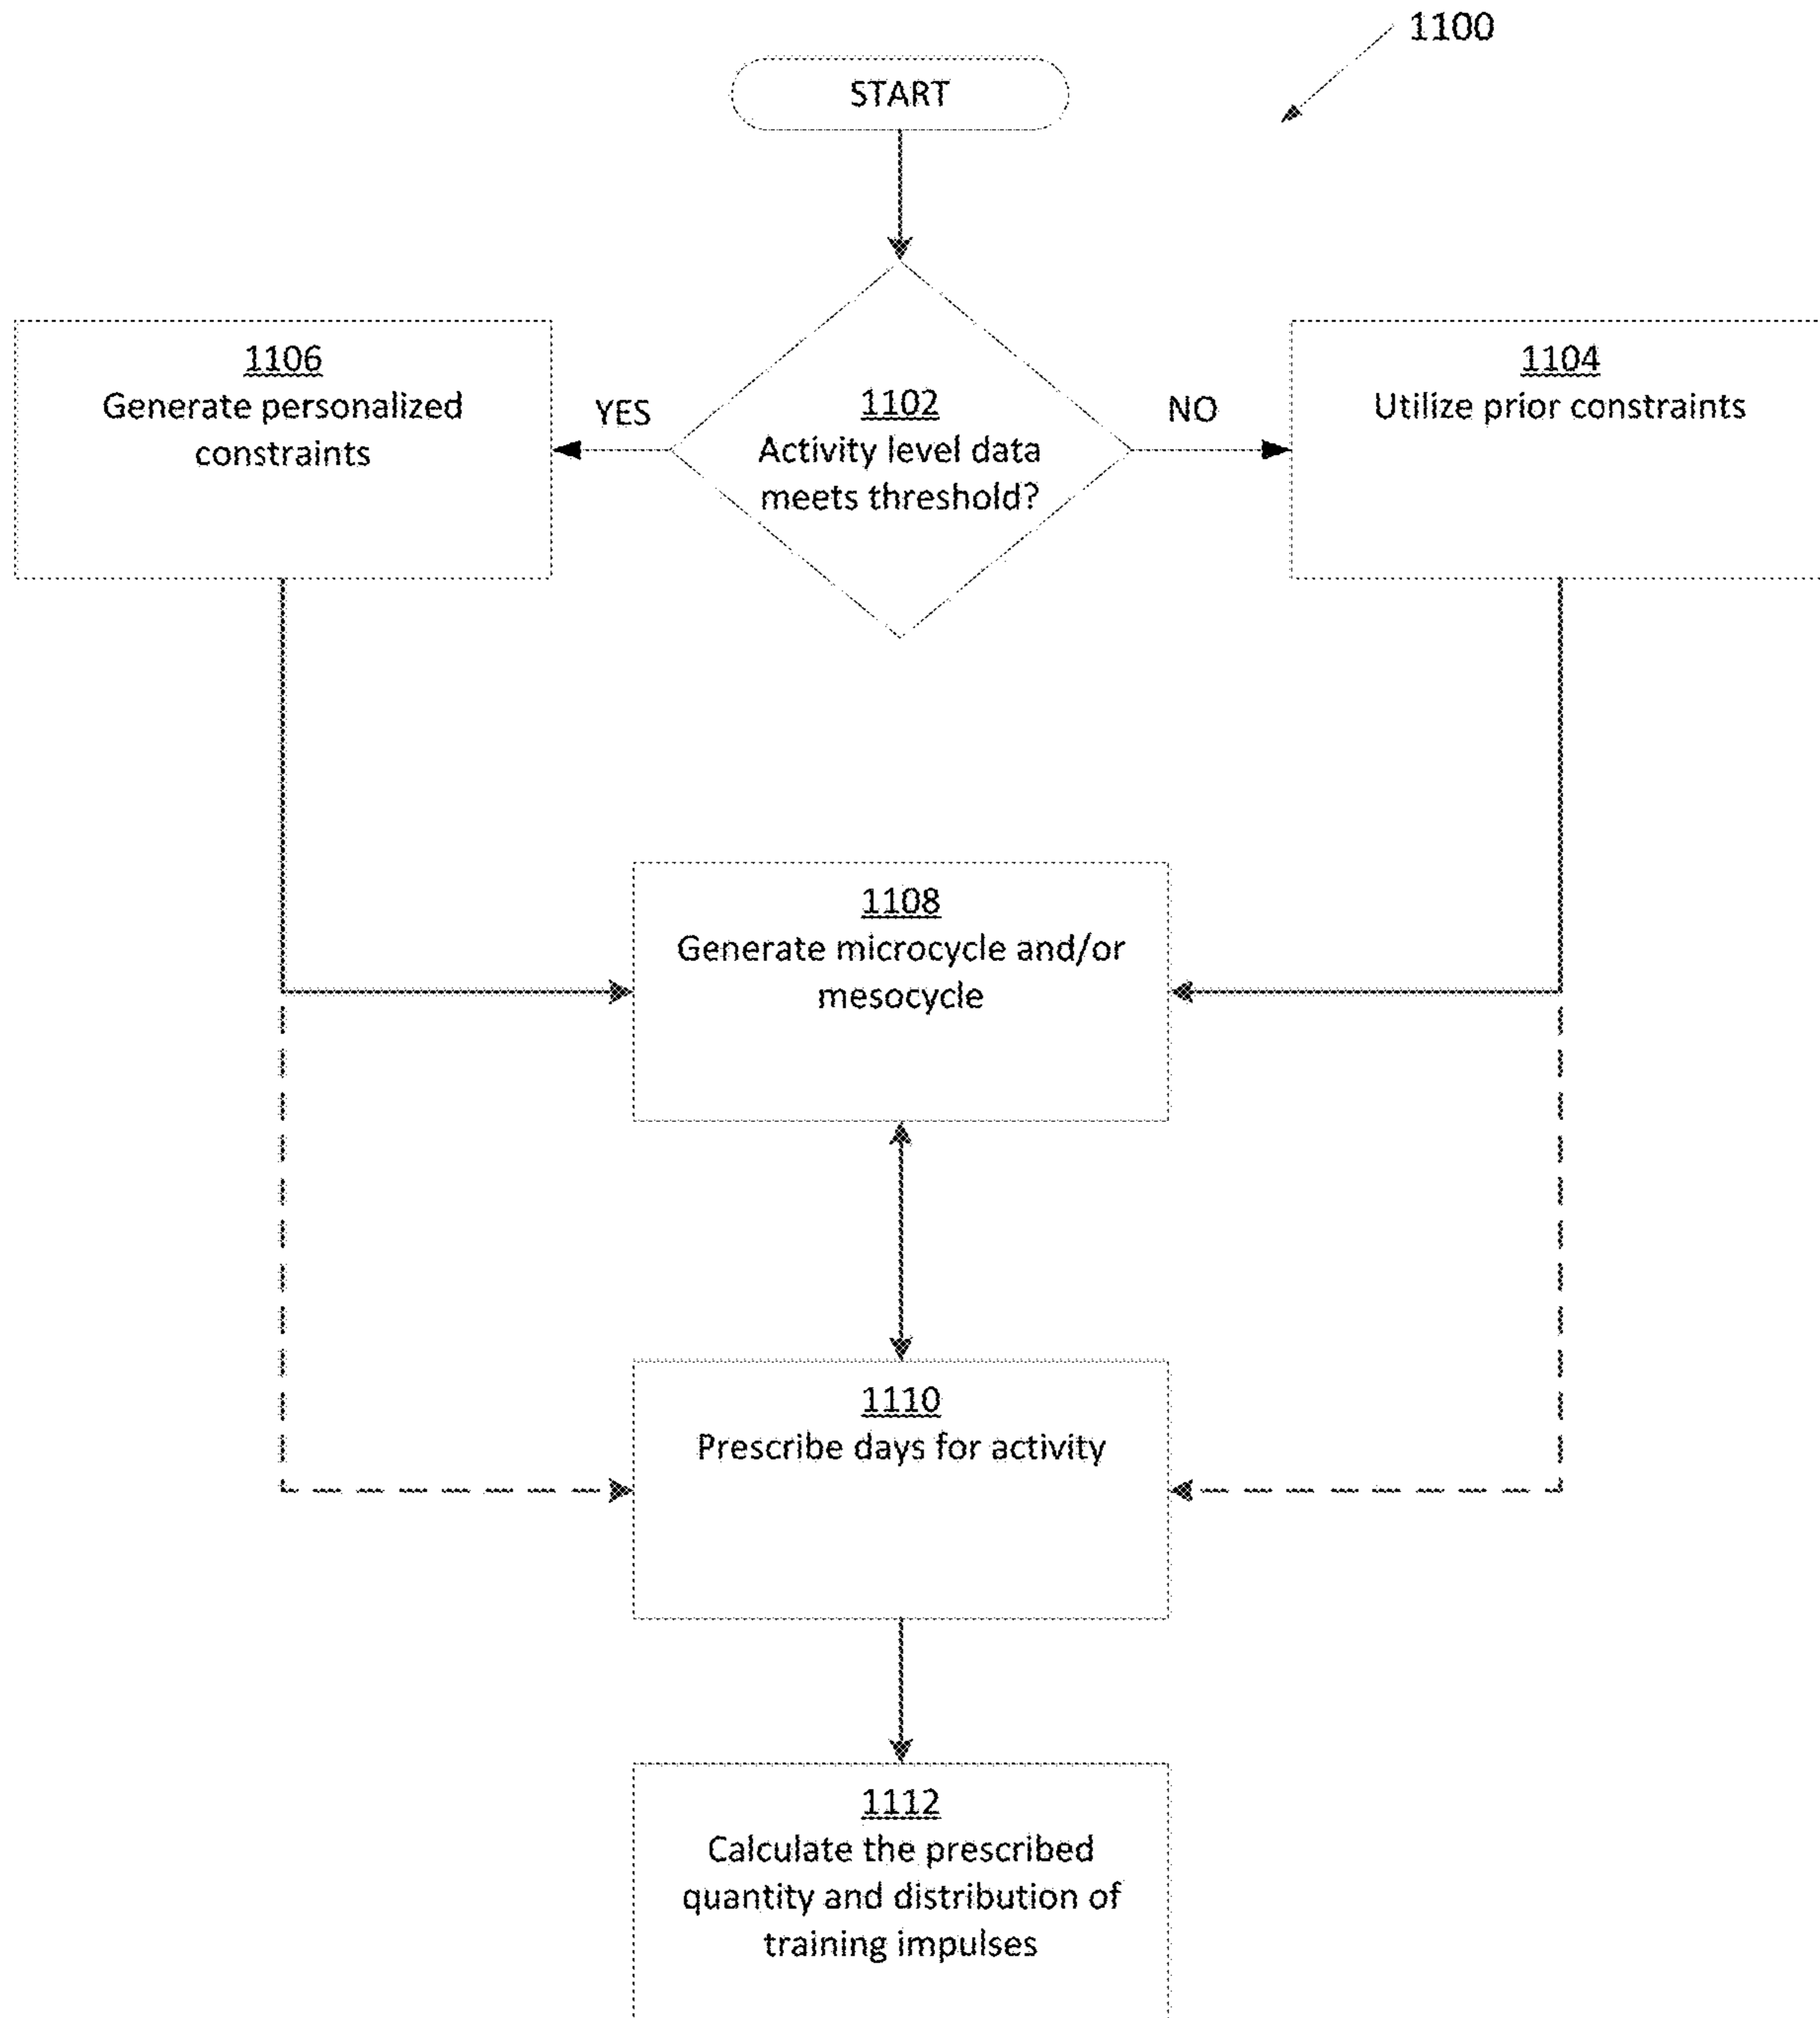 1100
START
1106
Generate personalized
constraints
YES
1102
Activity level data
meets threshold?
NO
1104
Utilize prior constraints
1108
Generate microcycle and/or
mesocycle
1110
Prescribe days for activity
1112
Calculate the prescribed
quantity and distribution of
training impulses